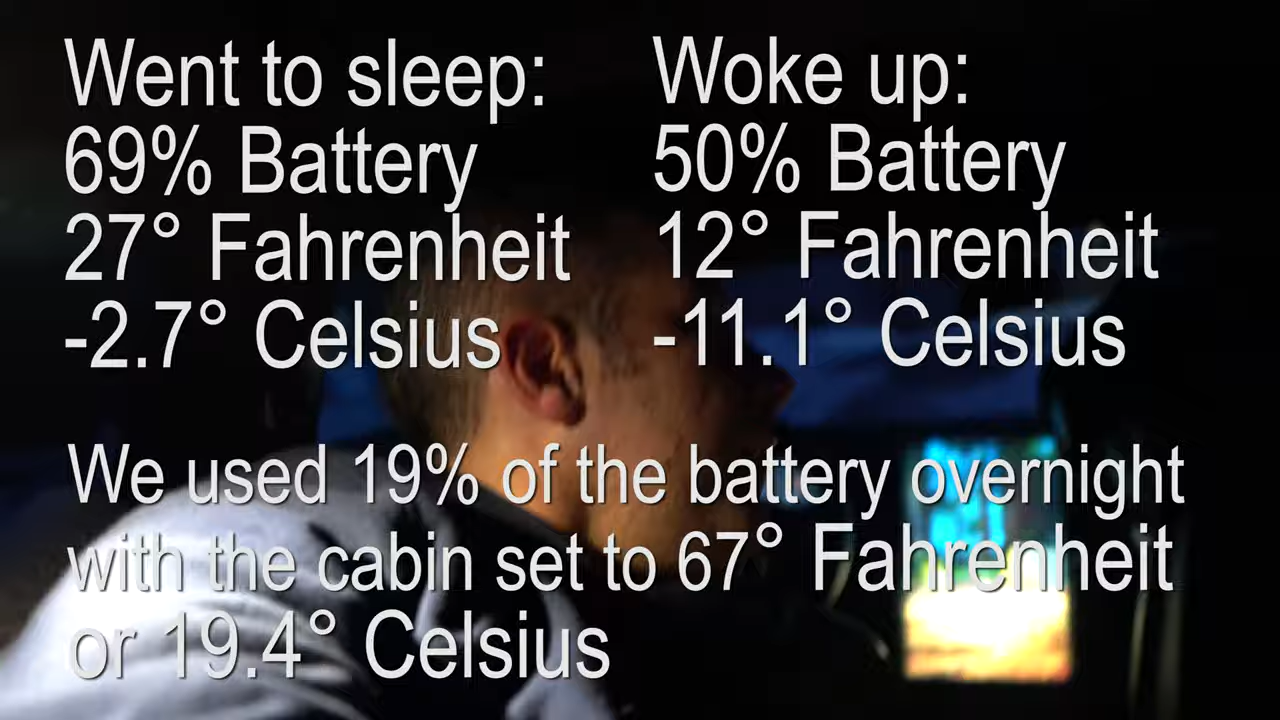 Went to sleep:
69% Battery
27° Fahrenheit
-2.7° Celsius
Woke up:
50% Battery
12° Fahrenheit
-11.1° Celsius
We used 19% of the battery overnight
with the cabin set to 67° Fahrenheit
or 19.4° Celsius